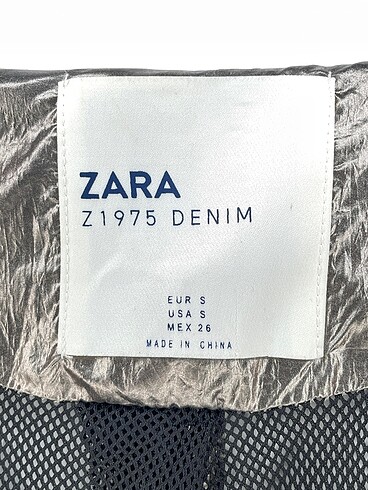 ZARA
Z1975 DENIM
EUR S
USA S
MEX 26
MADE IN CHINA